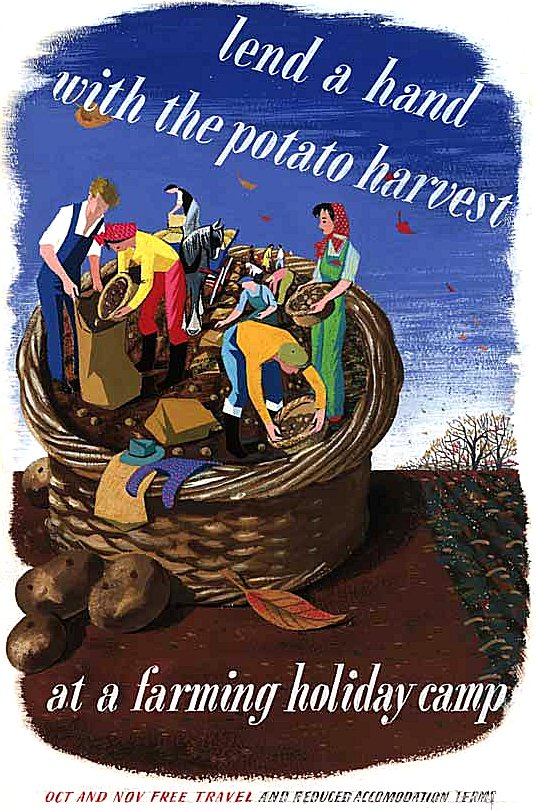 lend a hand
with the potato harvest
at a farming holiday camp
OCT AND NOV FREE TRAVEL AND REDUCED ACCOMODATION TERMS